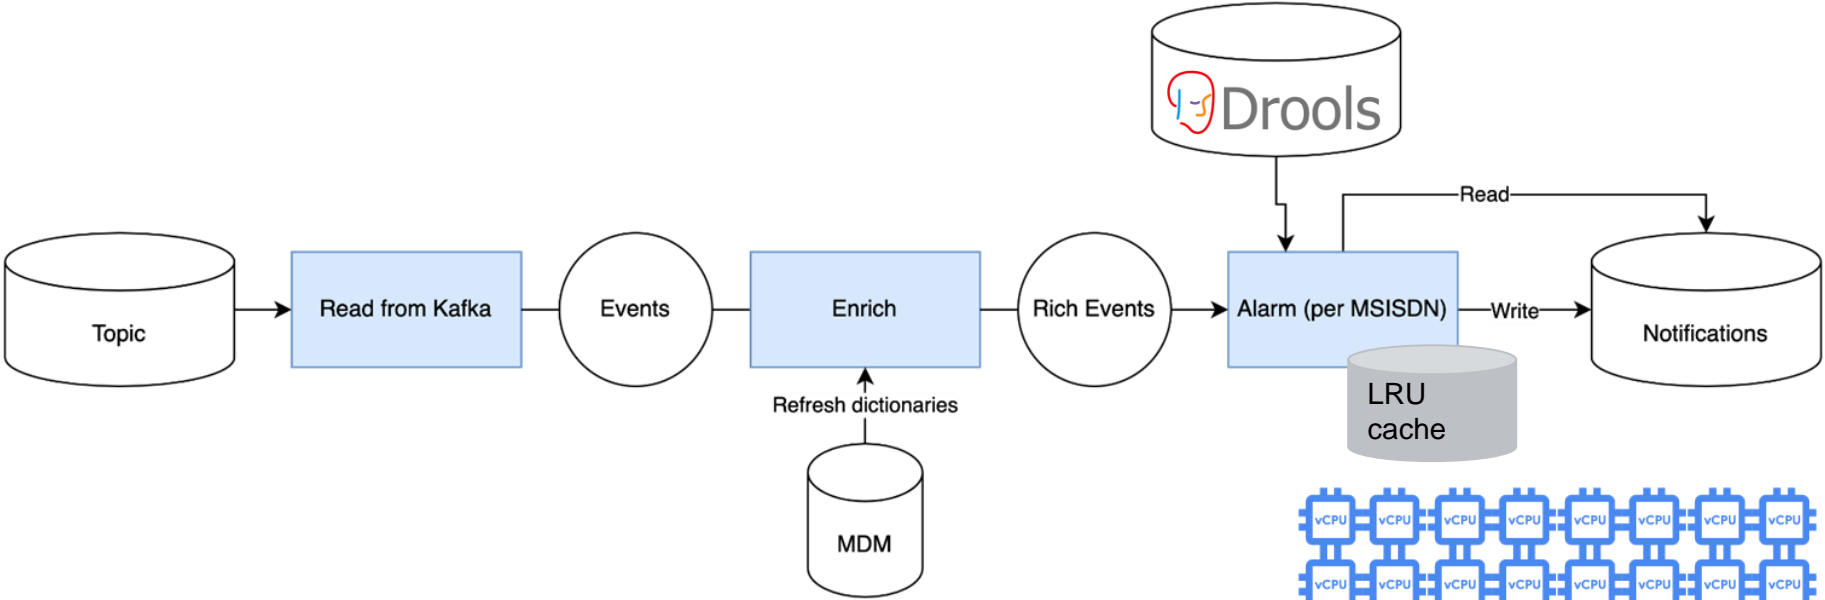 Drools
Read
Topic
Read from Kafka
Events
Enrich
Rich Events
Alarm (per MSISDN)
Write
Notifications
Refresh dictionaries
LRU
cache
MDM
vCPU vCPU vCPU vCPU vCPU vCPU vCPU vCPU
vCPU vCPU vCPU vCPU vCPU vCPU vCPU vCPU